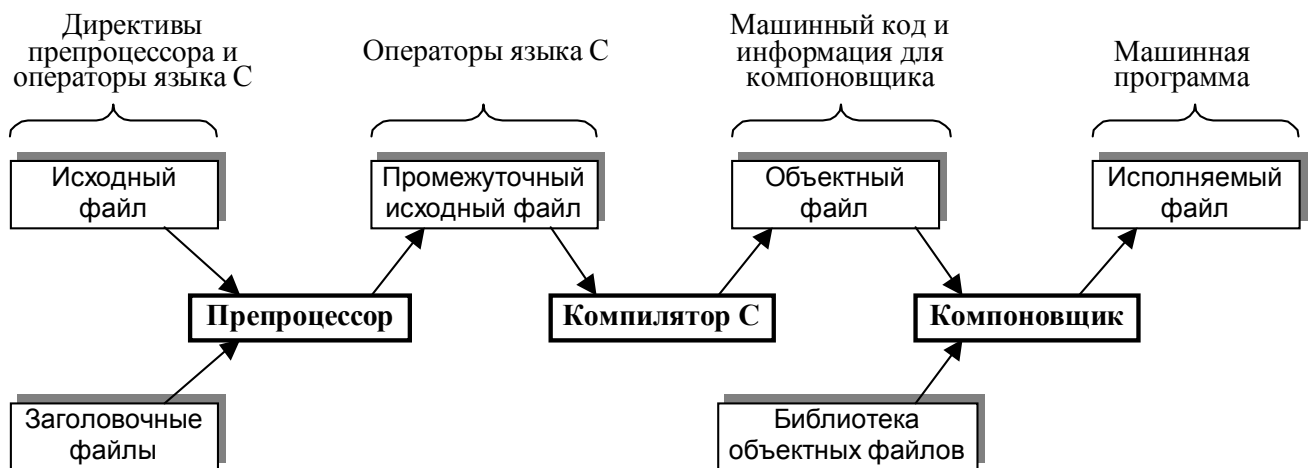 Директивы
препроцессора и
операторы языка С
Операторы языка С
Машинный код и
информация для
компоновщика
Машинная
программа
Исходный
файл
Промежуточный
исходный файл
Объектный
файл
Исполняемый
файл
Препроцессор
Компилятор С
Компоновщик
Заголовочные
файлы
Библиотека
объектных файлов